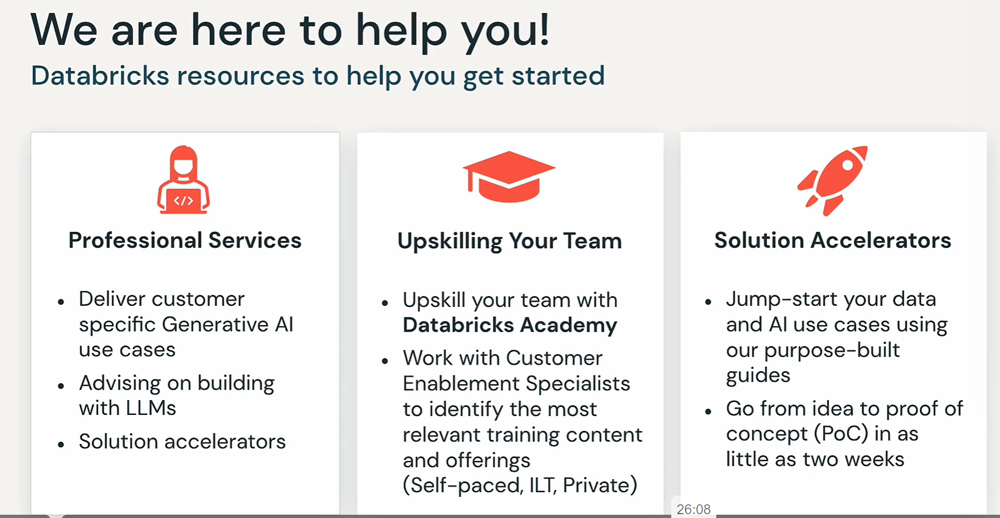 We are here to help you!
Databricks resources to help you get started
</>
Professional Services
• Deliver customer
specific Generative AI
use cases
• Advising on building
with LLMs
• Solution accelerators
Upskilling Your Team
• Upskill your team with
Databricks Academy
• Work with Customer
Enablement Specialists
to identify the most
relevant training content
and offerings
(Self-paced, ILT, Private)
Solution Accelerators
• Jump-start your data
and AI use cases using
our purpose-built
guides
• Go from idea to proof of
concept (PoC) in as
little as two weeks
26:08